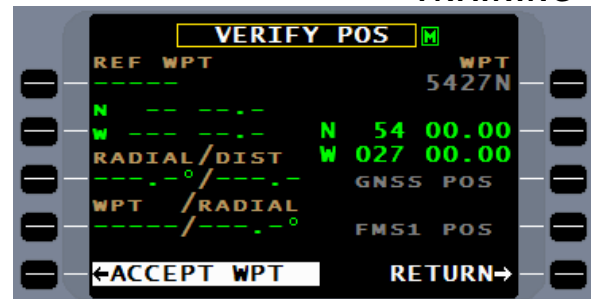 VERIFY POS M
REF WPT WPT
----- 5427N
N -- --.-
W --- --.- N 54 00.00
RADIAL/DIST W 027 00.00
---.-°/---.- GNSS POS
WPT /RADIAL
-----/---.-° FMS1 POS
←ACCEPT WPT RETURN→